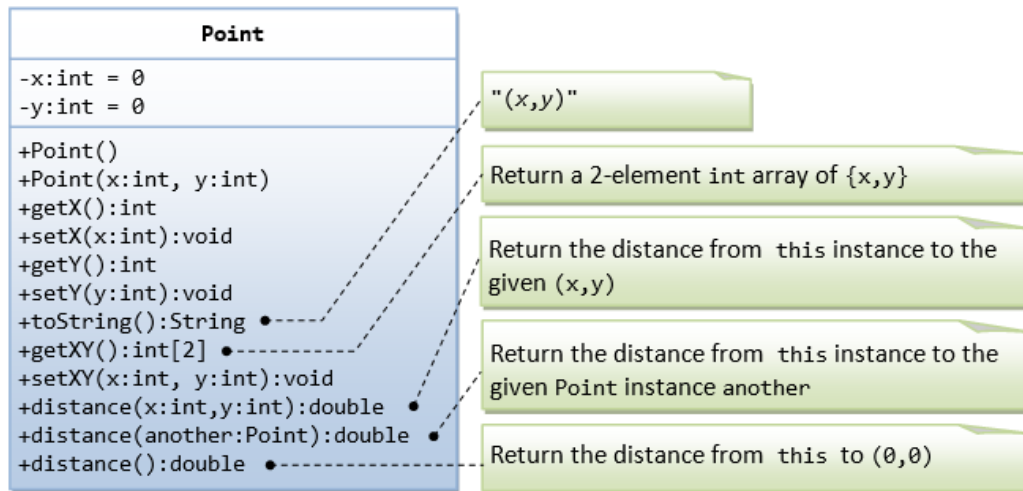 Point
-x:int = 0
-y:int = 0
+Point()
+Point(x:int, y:int)
+getX():int
+setX(x:int):void
+getY():int
+setY(y:int):void
+toString():String
+getXY():int[2]
+setXY(x:int, y:int):void
+distance(x:int,y:int):double
+distance(another:Point):double
+distance():double
"(x,y)"
Return a 2-element int array of {x,y}
Return the distance from this instance to the
given (x,y)
Return the distance from this instance to the
given Point instance another
Return the distance from this to (0,0)